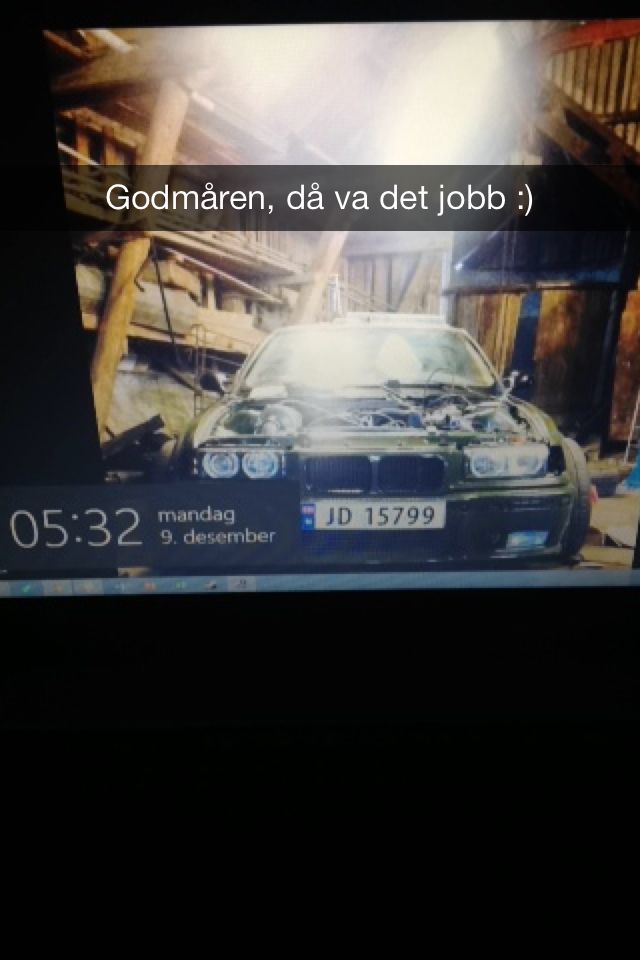 Godmåren, då va det jobb :)
05:32
mandag
9. desember
JD 15799